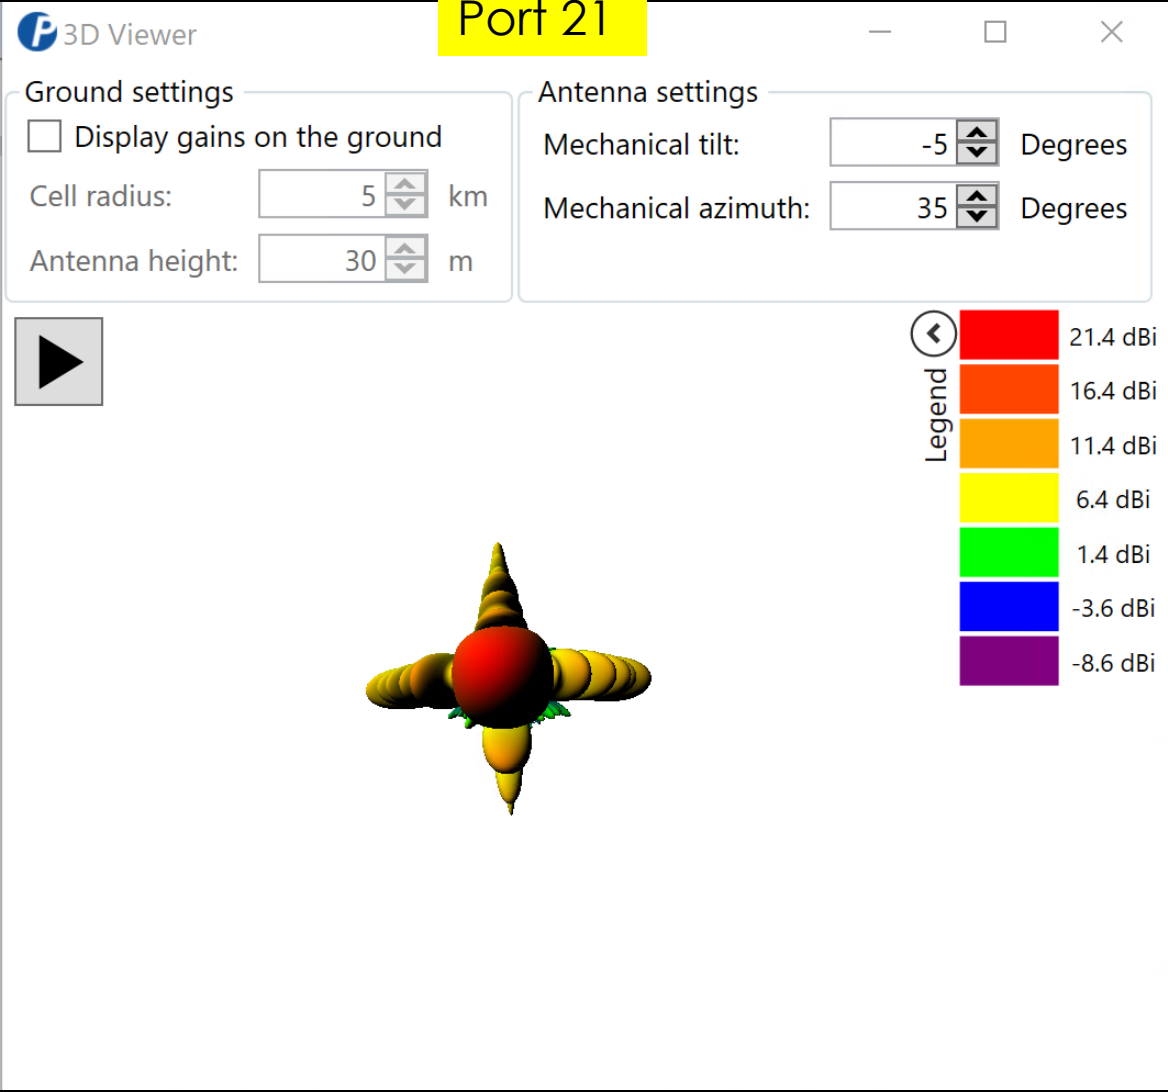 Port 21
3D Viewer
Ground settings
Display gains on the ground
Cell radius: 5 km
Antenna height: 30 m
Antenna settings
Mechanical tilt: -5 Degrees
Mechanical azimuth: 35 Degrees
Legend
21.4 dBi
16.4 dBi
11.4 dBi
6.4 dBi
1.4 dBi
-3.6 dBi
-8.6 dBi